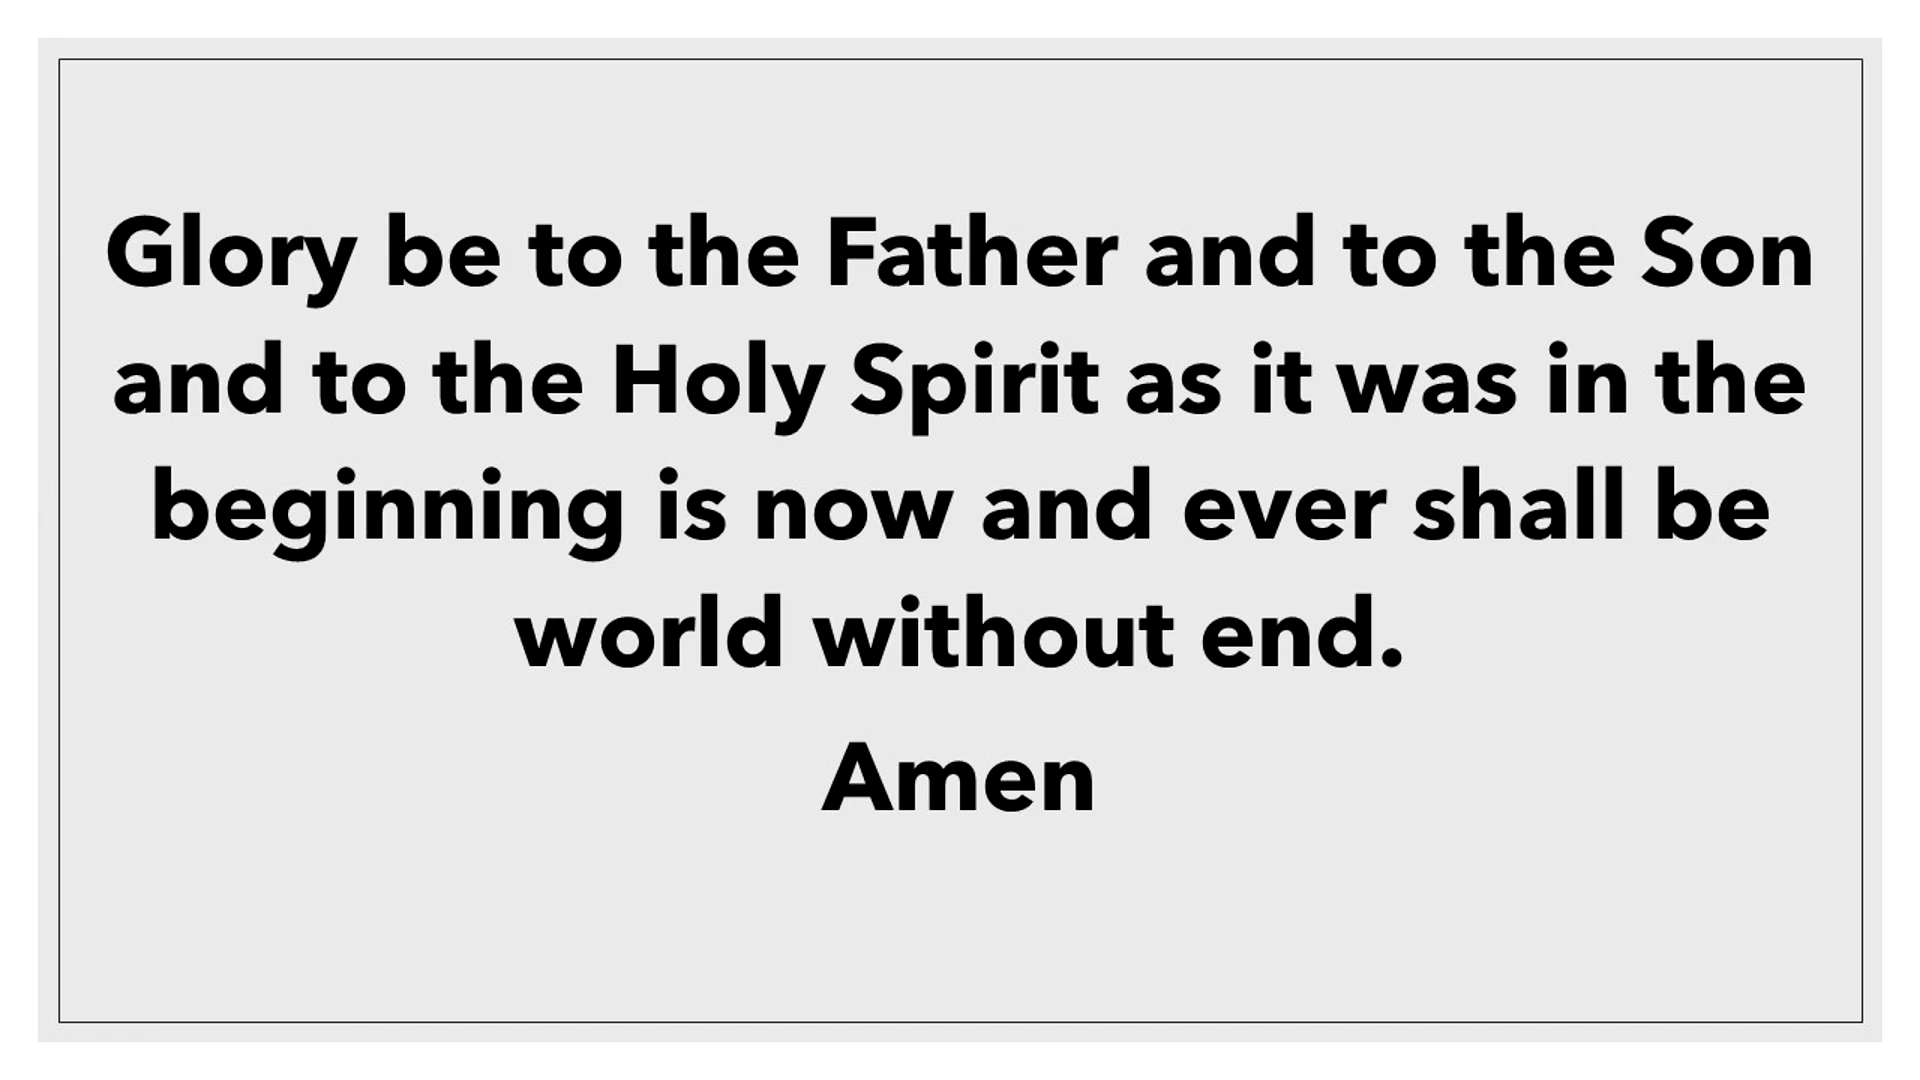 Glory be to the Father and to the Son
and to the Holy Spirit as it was in the
beginning is now and ever shall be
world without end.
Amen